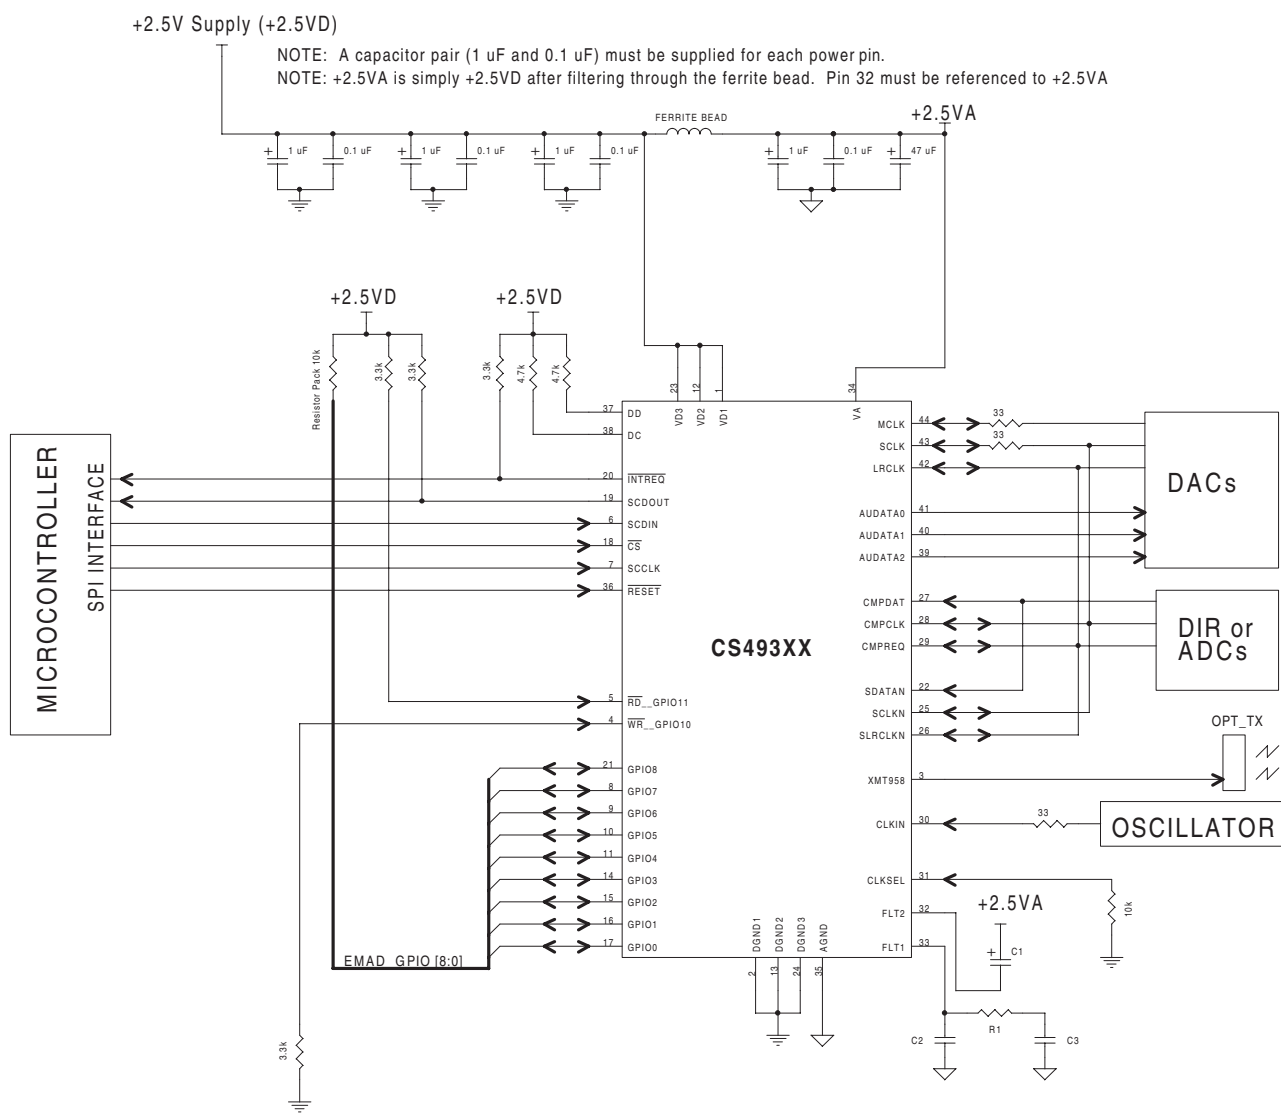 +2.5V Supply (+2.5VD)
NOTE: A capacitor pair (1 uF and 0.1 uF) must be supplied for each power pin.
NOTE: +2.5VA is simply +2.5VD after filtering through the ferrite bead. Pin 32 must be referenced to +2.5VA
FERRITE BEAD
+2.5VA
+ 1 uF
0.1 uF
+ 1 uF
0.1 uF
+ 1 uF
0.1 uF
+ 1 uF
0.1 uF
+ 47 uF
+2.5VD
+2.5VD
Resistor Pack 10k
3.3k
3.3k
3.3k
4.7k
4.7k
23
12
1
34
VD3
VD2
VD1
VA
MICROCONTROLLER
SPI INTERFACE
37 DD
38 DC
20 INTREQ
19 SCDOUT
6 SCDIN
18 CS
7 SCCLK
36 RESET
5 RD__GPIO11
4 WR__GPIO10
21 GPIO8
8 GPIO7
9 GPIO6
10 GPIO5
11 GPIO4
14 GPIO3
15 GPIO2
16 GPIO1
17 GPIO0
EMAD_GPIO [8:0]
3.3k
CS493XX
MCLK 44 33
SCLK 43 33
LRCLK 42
AUDATA0 41
AUDATA1 40
AUDATA2 39
DACs
CMPDAT 27
CMPCLK 28
CMPREQ 29
DIR or
ADCs
SDATAN 22
SCLKN 25
SLRCLKN 26
OPT_TX
XMT958 3
CLKIN 30 33
OSCILLATOR
CLKSEL 31
10k
FLT2 32
+2.5VA
FLT1 33
+ C1
DGND1
DGND2
DGND3
AGND
2
13
24
35
R1
C2
C3